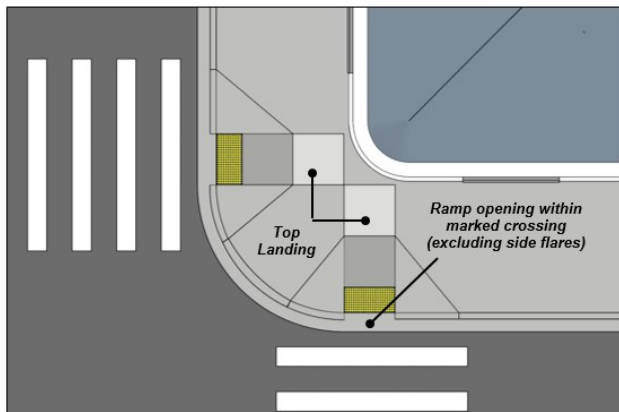 Top
Landing
Ramp opening within
marked crossing
(excluding side flares)